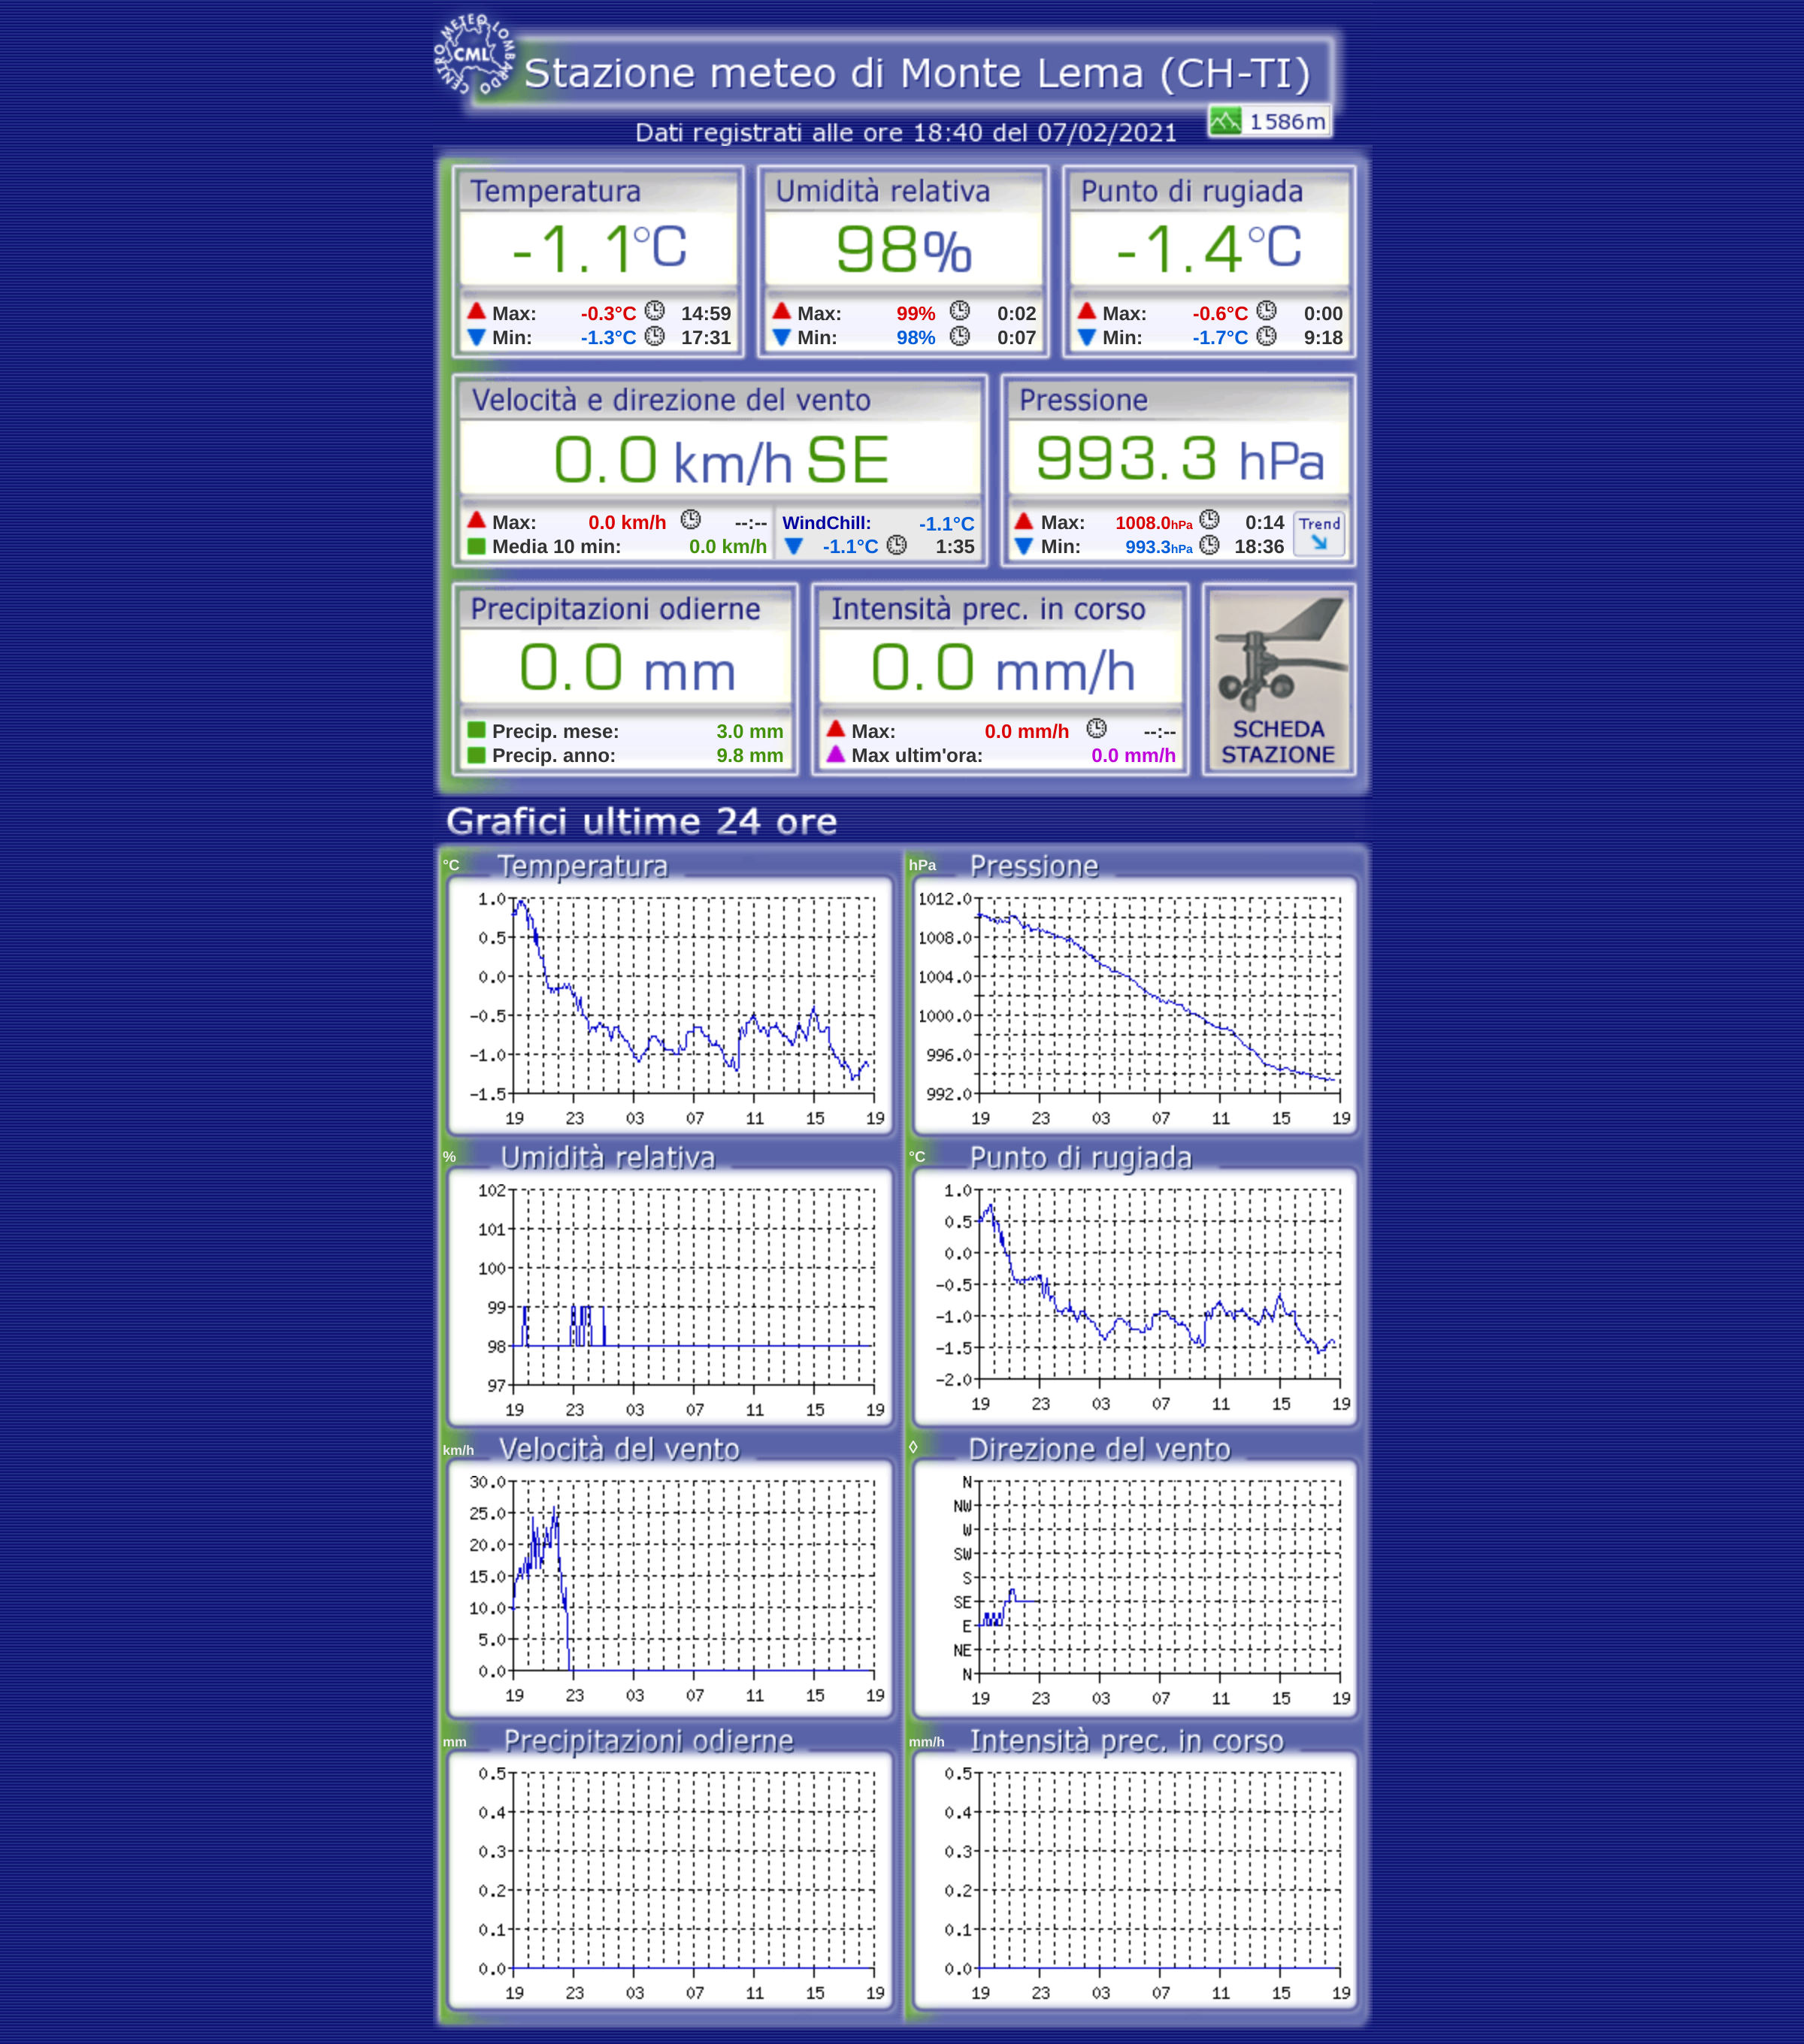 CENTRO METEO LOMBARDO
CML
Stazione meteo di Monte Lema (CH-TI)
1586m
Dati registrati alle ore 18:40 del 07/02/2021
Temperatura
-1.1°C
Max: -0.3°C 14:59
Min: -1.3°C 17:31
Umidità relativa
98%
Max: 99% 0:02
Min: 98% 0:07
Punto di rugiada
-1.4°C
Max: -0.6°C 0:00
Min: -1.7°C 9:18
Velocità e direzione del vento
0.0 km/h SE
Max: 0.0 km/h --:--
Media 10 min: 0.0 km/h
WindChill: -1.1°C
-1.1°C 1:35
Pressione
993.3 hPa
Max: 1008.0hPa 0:14
Min: 993.3hPa 18:36
Trend
Precipitazioni odierne
0.0 mm
Precip. mese: 3.0 mm
Precip. anno: 9.8 mm
Intensità prec. in corso
0.0 mm/h
Max: 0.0 mm/h --:--
Max ultim'ora: 0.0 mm/h
SCHEDA
STAZIONE
Grafici ultime 24 ore
°C Temperatura
1.0
0.5
0.0
-0.5
-1.0
-1.5
19 23 03 07 11 15 19
hPa Pressione
1012.0
1008.0
1004.0
1000.0
996.0
992.0
19 23 03 07 11 15 19
% Umidità relativa
102
101
100
99
98
97
19 23 03 07 11 15 19
°C Punto di rugiada
1.0
0.5
0.0
-0.5
-1.0
-1.5
-2.0
19 23 03 07 11 15 19
km/h Velocità del vento
30.0
25.0
20.0
15.0
10.0
5.0
0.0
19 23 03 07 11 15 19
◊ Direzione del vento
N
NW
W
SW
S
SE
E
NE
N
19 23 03 07 11 15 19
mm Precipitazioni odierne
0.5
0.4
0.3
0.2
0.1
0.0
19 23 03 07 11 15 19
mm/h Intensità prec. in corso
0.5
0.4
0.3
0.2
0.1
0.0
19 23 03 07 11 15 19